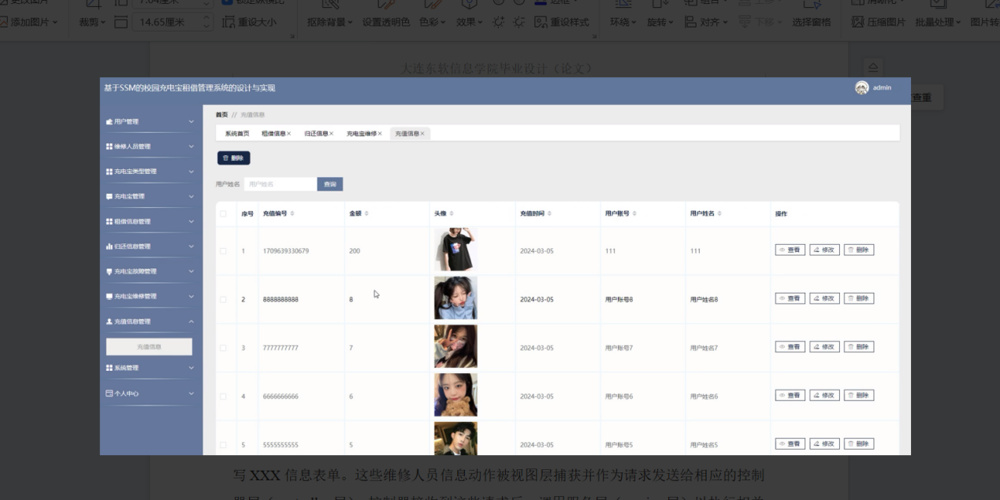 添加图片 裁剪 14.65厘米 重设大小 抠除背景 设置透明色 色彩 效果 重设样式 环绕 旋转 对齐 下移 选择窗格 压缩图片 批量处理 图片转
大连东软信息学院毕业设计（论文）
查重
基于SSM的校园充电宝租借管理系统的设计与实现
admin
用户管理
维修人员管理
充电宝类型管理
充电宝管理
租借信息管理
归还信息管理
充电宝故障管理
充电宝维修管理
充值信息管理
充值信息
系统管理
个人中心
首页 // 充值信息
系统首页 租借信息× 归还信息× 充电宝维修× 充值信息×
删除
用户姓名 用户姓名 查询
序号 充值编号 金额 头像 充值时间 用户账号 用户姓名 操作
1 1709639330679 200 2024-03-05 111 111 查看 修改 删除
2 8888888888 8 2024-03-05 用户账号8 用户姓名8 查看 修改 删除
3 7777777777 7 2024-03-05 用户账号7 用户姓名7 查看 修改 删除
4 6666666666 6 2024-03-05 用户账号6 用户姓名6 查看 修改 删除
5 5555555555 5 2024-03-05 用户账号5 用户姓名5 查看 修改 删除
写 XXX 信息表单。这些维修人员信息动作被视图层捕获并作为请求发送给相应的控制